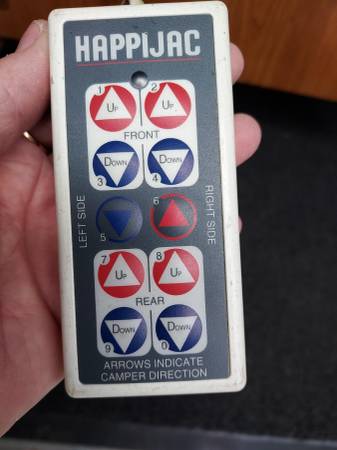 HAPPIJAC
1 UP 2 UP
FRONT
DOWN 3 DOWN 4
LEFT SIDE
5 6
RIGHT SIDE
7 UP 8 UP
REAR
DOWN 9 DOWN 0
ARROWS INDICATE
CAMPER DIRECTION